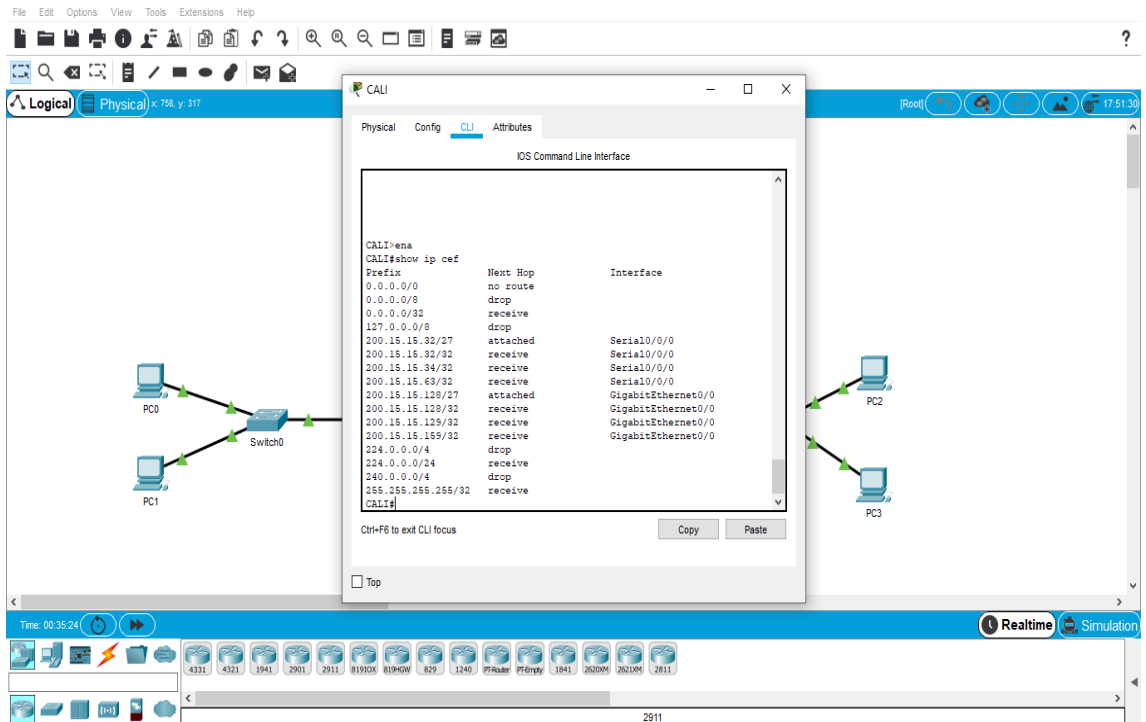 File Edit Options View Tools Extensions Help
?
Logical Physical x: 758, y: 317 [Root] 17:51:30
CALI
Physical Config CLI Attributes
IOS Command Line Interface
CALI>ena
CALI#show ip cef
Prefix Next Hop Interface
0.0.0.0/0 no route
0.0.0.0/8 drop
0.0.0.0/32 receive
127.0.0.0/8 drop
200.15.15.32/27 attached Serial0/0/0
200.15.15.32/32 receive Serial0/0/0
200.15.15.34/32 receive Serial0/0/0
200.15.15.63/32 receive Serial0/0/0
200.15.15.128/27 attached GigabitEthernet0/0
200.15.15.128/32 receive GigabitEthernet0/0
200.15.15.129/32 receive GigabitEthernet0/0
200.15.15.159/32 receive GigabitEthernet0/0
224.0.0.0/4 drop
224.0.0.0/24 receive
240.0.0.0/4 drop
255.255.255.255/32 receive
CALI#
Ctrl+F6 to exit CLI focus Copy Paste
Top
PC0
Switch0
PC1
PC2
PC3
Time: 00:35:24 Realtime Simulation
4331 4321 1941 2901 2911 819IOX 819HGW 829 1240 PT-Router PT-Empty 1841 2620XM 2621XM 2811
2911